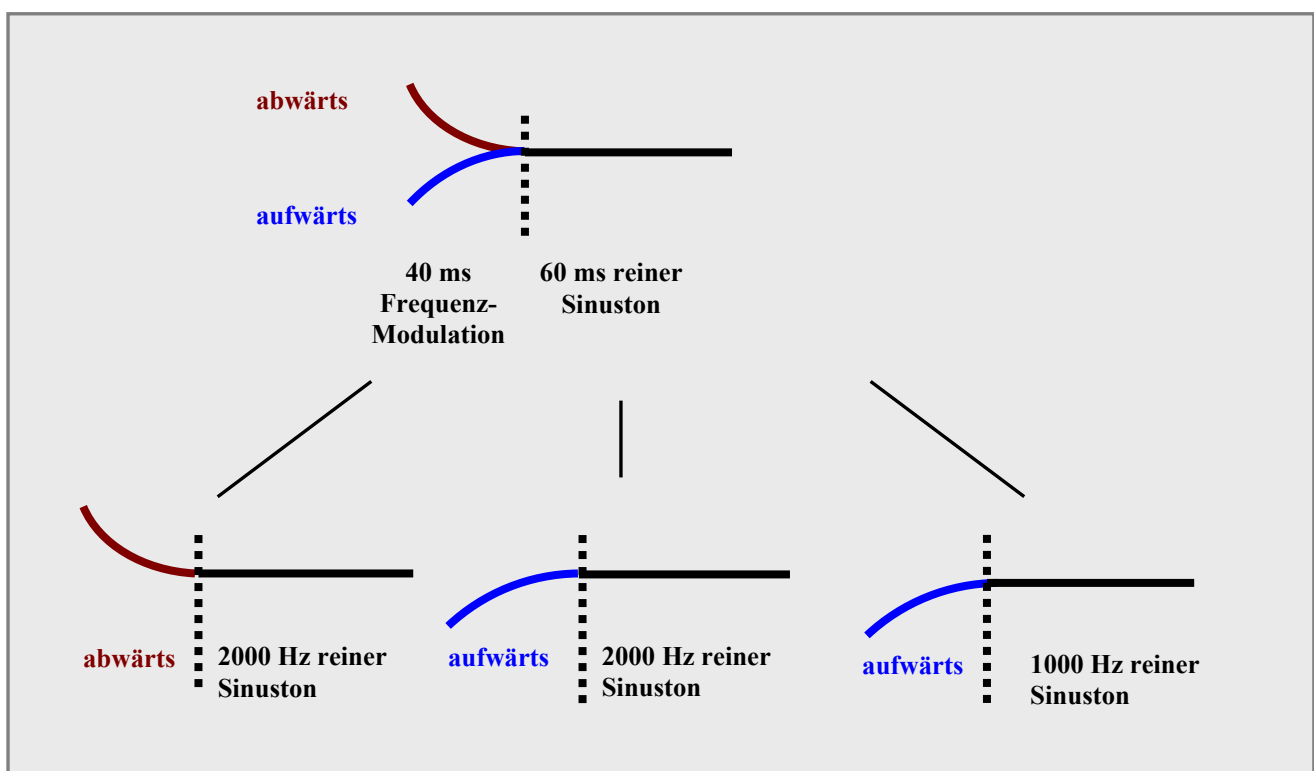 abwärts
aufwärts
40 ms
Frequenz-
Modulation
60 ms reiner
Sinuston
abwärts
2000 Hz reiner
Sinuston
aufwärts
2000 Hz reiner
Sinuston
aufwärts
1000 Hz reiner
Sinuston